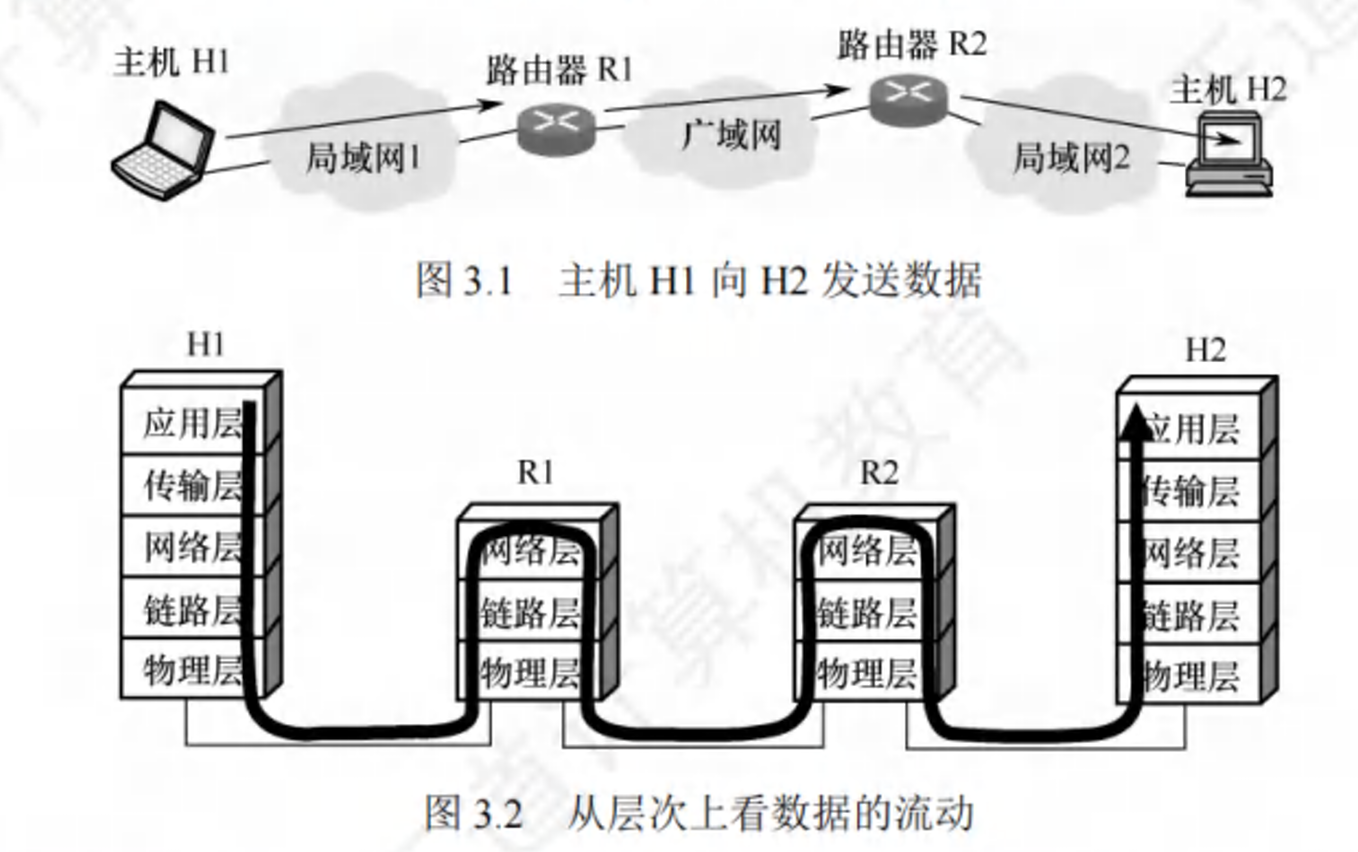 主机 H1
路由器 R1
路由器 R2
主机 H2
局域网1
广域网
局域网2
图 3.1 主机 H1 向 H2 发送数据
H1
应用层
传输层
网络层
链路层
物理层
R1
网络层
链路层
物理层
R2
网络层
链路层
物理层
H2
应用层
传输层
网络层
链路层
物理层
图 3.2 从层次上看数据的流动